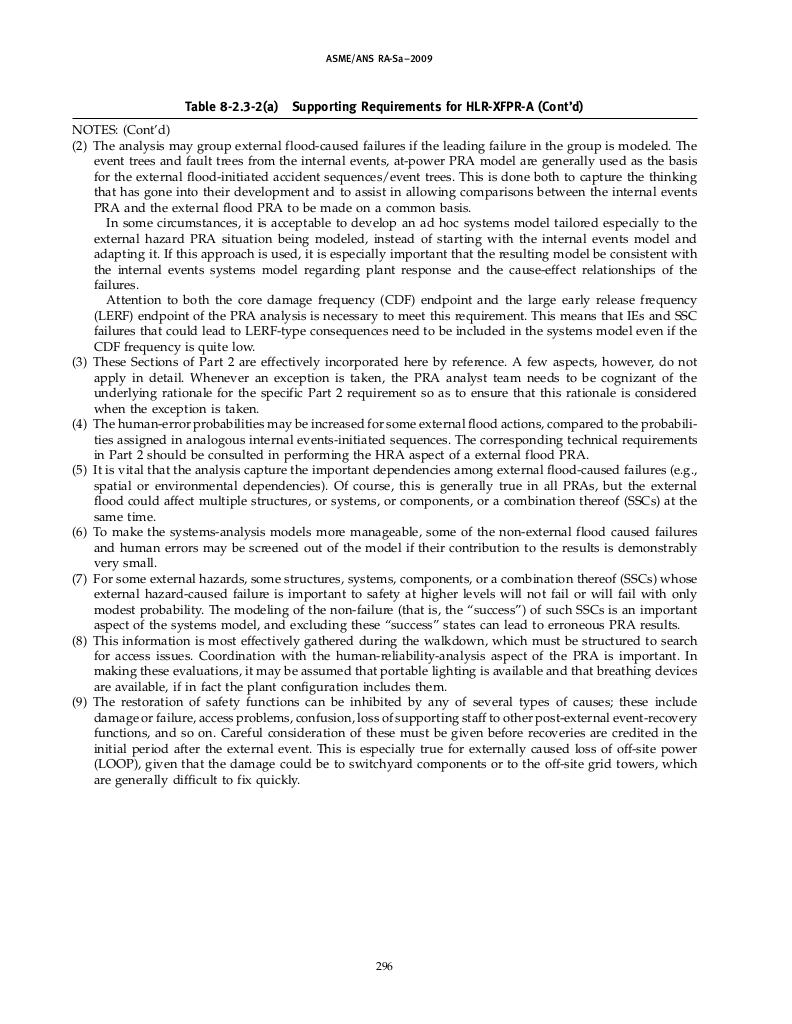 ASME/ANS RA-Sa–2009
Table 8-2.3-2(a) Supporting Requirements for HLR-XFPR-A (Cont’d)
NOTES: (Cont’d)
(2) The analysis may group external flood-caused failures if the leading failure in the group is modeled. The
event trees and fault trees from the internal events, at-power PRA model are generally used as the basis
for the external flood-initiated accident sequences/event trees. This is done both to capture the thinking
that has gone into their development and to assist in allowing comparisons between the internal events
PRA and the external flood PRA to be made on a common basis.
In some circumstances, it is acceptable to develop an ad hoc systems model tailored especially to the
external hazard PRA situation being modeled, instead of starting with the internal events model and
adapting it. If this approach is used, it is especially important that the resulting model be consistent with
the internal events systems model regarding plant response and the cause-effect relationships of the
failures.
Attention to both the core damage frequency (CDF) endpoint and the large early release frequency
(LERF) endpoint of the PRA analysis is necessary to meet this requirement. This means that IEs and SSC
failures that could lead to LERF-type consequences need to be included in the systems model even if the
CDF frequency is quite low.
(3) These Sections of Part 2 are effectively incorporated here by reference. A few aspects, however, do not
apply in detail. Whenever an exception is taken, the PRA analyst team needs to be cognizant of the
underlying rationale for the specific Part 2 requirement so as to ensure that this rationale is considered
when the exception is taken.
(4) The human-error probabilities may be increased for some external flood actions, compared to the probabili-
ties assigned in analogous internal events-initiated sequences. The corresponding technical requirements
in Part 2 should be consulted in performing the HRA aspect of a external flood PRA.
(5) It is vital that the analysis capture the important dependencies among external flood-caused failures (e.g.,
spatial or environmental dependencies). Of course, this is generally true in all PRAs, but the external
flood could affect multiple structures, or systems, or components, or a combination thereof (SSCs) at the
same time.
(6) To make the systems-analysis models more manageable, some of the non-external flood caused failures
and human errors may be screened out of the model if their contribution to the results is demonstrably
very small.
(7) For some external hazards, some structures, systems, components, or a combination thereof (SSCs) whose
external hazard-caused failure is important to safety at higher levels will not fail or will fail with only
modest probability. The modeling of the non-failure (that is, the “success”) of such SSCs is an important
aspect of the systems model, and excluding these “success” states can lead to erroneous PRA results.
(8) This information is most effectively gathered during the walkdown, which must be structured to search
for access issues. Coordination with the human-reliability-analysis aspect of the PRA is important. In
making these evaluations, it may be assumed that portable lighting is available and that breathing devices
are available, if in fact the plant configuration includes them.
(9) The restoration of safety functions can be inhibited by any of several types of causes; these include
damage or failure, access problems, confusion, loss of supporting staff to other post-external event-recovery
functions, and so on. Careful consideration of these must be given before recoveries are credited in the
initial period after the external event. This is especially true for externally caused loss of off-site power
(LOOP), given that the damage could be to switchyard components or to the off-site grid towers, which
are generally difficult to fix quickly.
296